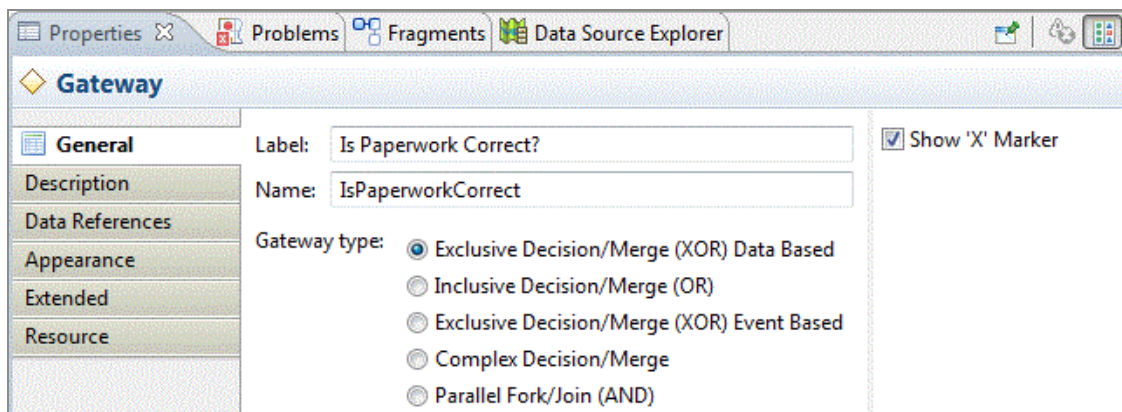 Properties Problems Fragments Data Source Explorer
Gateway
General
Description
Data References
Appearance
Extended
Resource
Label: Is Paperwork Correct?
Name: IsPaperworkCorrect
Gateway type: Exclusive Decision/Merge (XOR) Data Based
Inclusive Decision/Merge (OR)
Exclusive Decision/Merge (XOR) Event Based
Complex Decision/Merge
Parallel Fork/Join (AND)
Show 'X' Marker